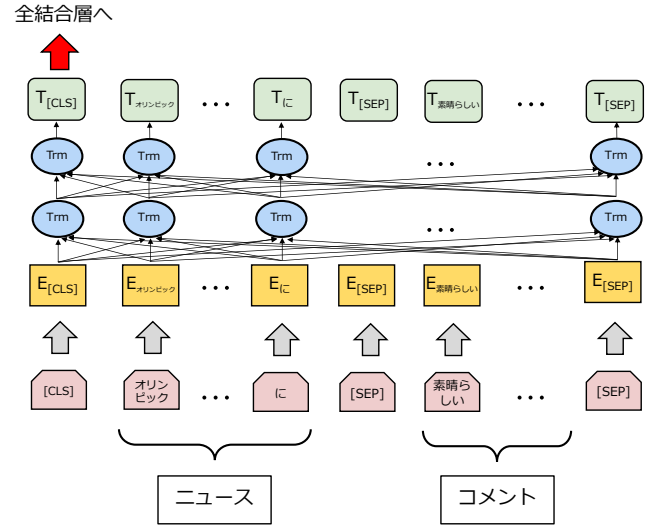 全結合層へ
T[CLS] Tオリンピック ... Tに T[SEP] T素晴らしい ... T[SEP]
Trm Trm Trm ... Trm
Trm Trm Trm ... Trm
E[CLS] Eオリンピック ... Eに E[SEP] E素晴らしい ... E[SEP]
[CLS] オリン
ピック ... に [SEP] 素晴ら
しい ... [SEP]
ニュース コメント